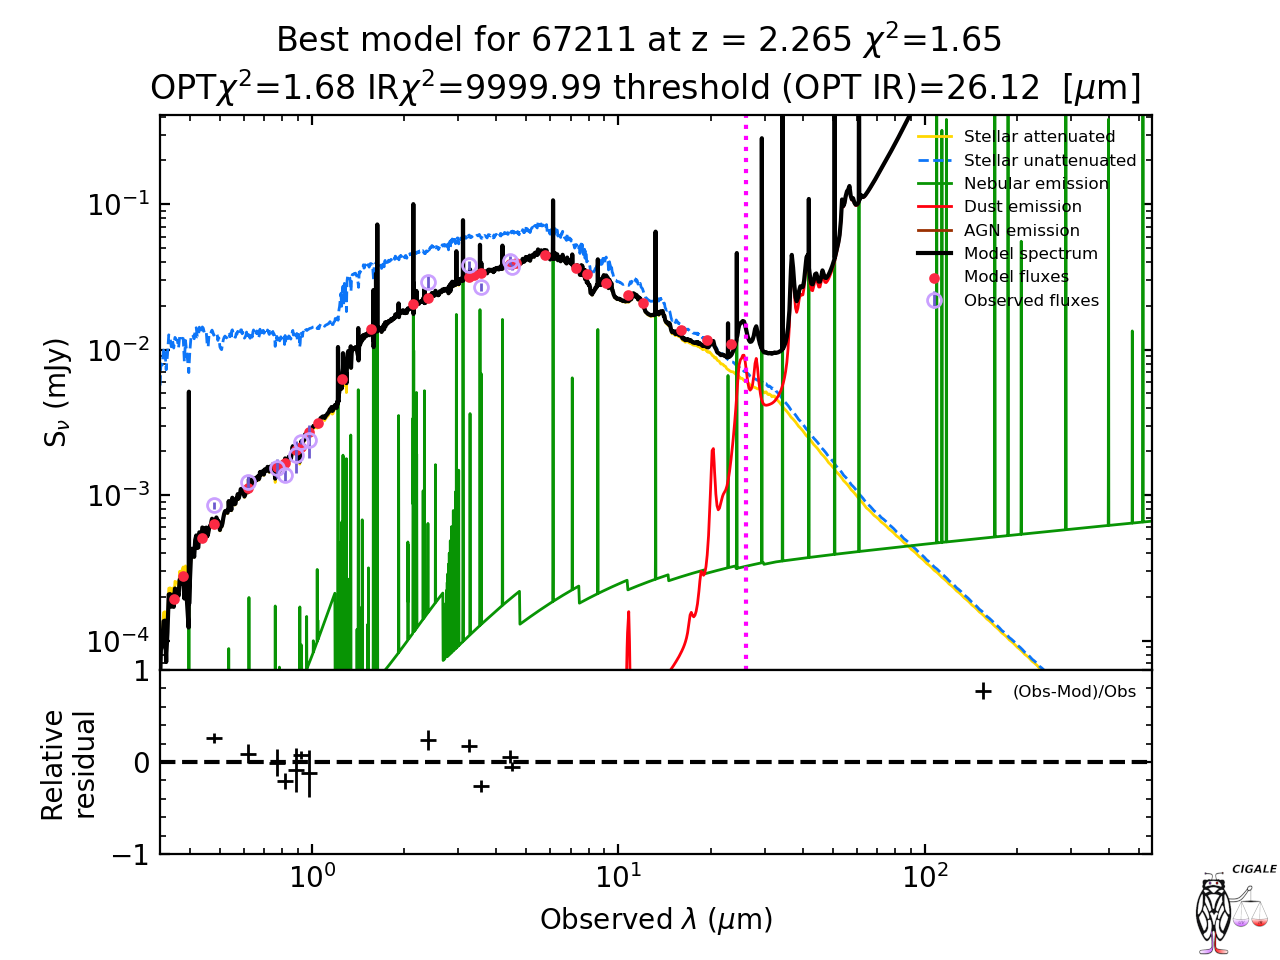 Best model for 67211 at z = 2.265 χ²=1.65
OPTχ²=1.68 IRχ²=9999.99 threshold (OPT IR)=26.12 [μm]
Stellar attenuated
Stellar unattenuated
Nebular emission
Dust emission
AGN emission
Model spectrum
Model fluxes
Observed fluxes
10⁻¹
10⁻²
10⁻³
10⁻⁴
S_ν (mJy)
1
0
−1
Relative
residual
(Obs-Mod)/Obs
10⁰
10¹
10²
Observed λ (μm)
CIGALE